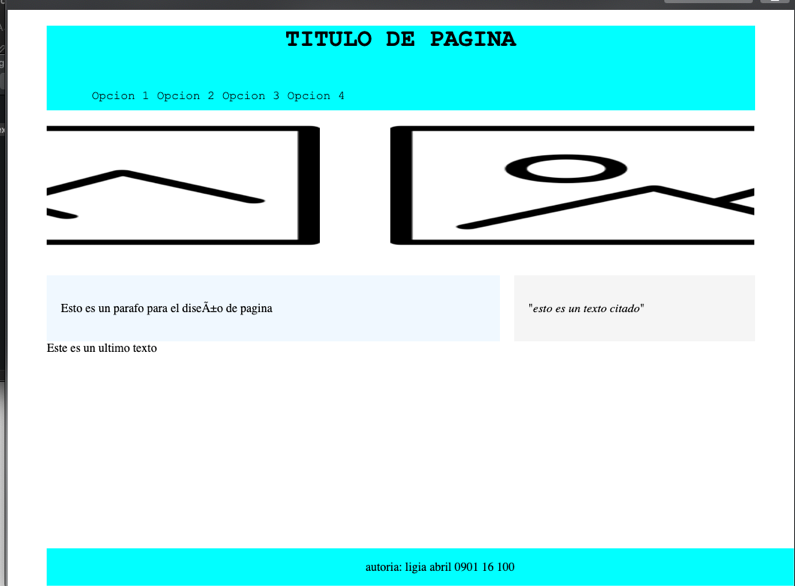 TITULO DE PAGINA
Opcion 1 Opcion 2 Opcion 3 Opcion 4
Esto es un parafo para el diseÃ±o de pagina
"esto es un texto citado"
Este es un ultimo texto
autoria: ligia abril 0901 16 100